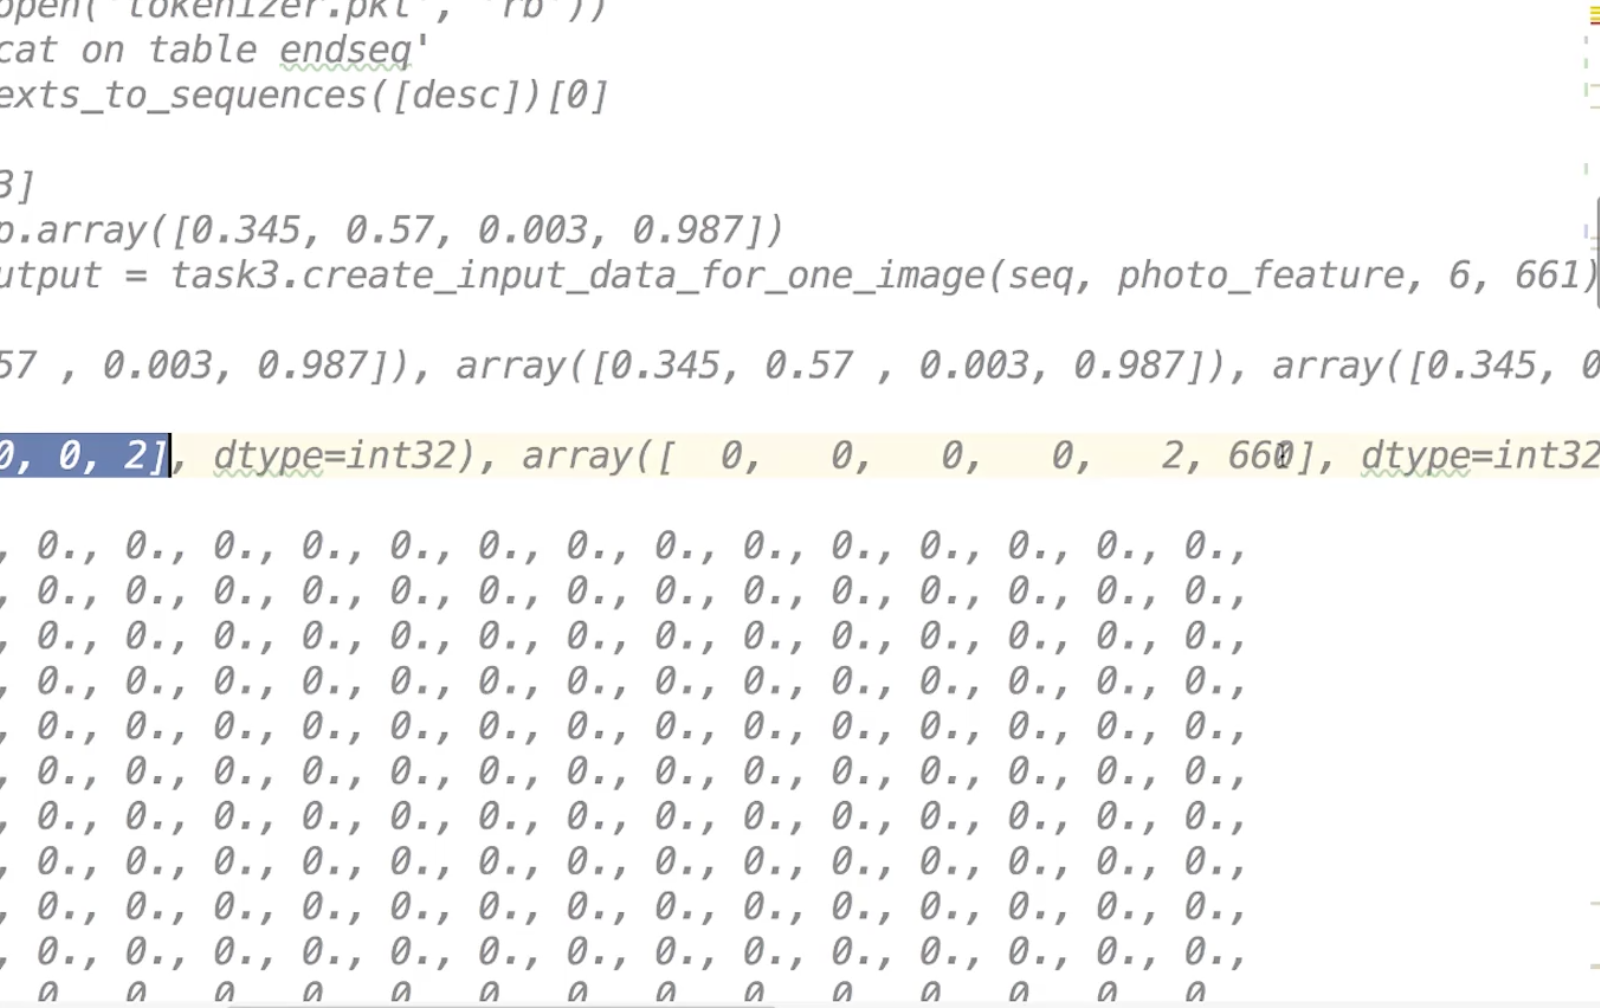 open('tokenizer.pkl', 'rb'))
cat on table endseq'
exts_to_sequences([desc])[0]
3]
p.array([0.345, 0.57, 0.003, 0.987])
utput = task3.create_input_data_for_one_image(seq, photo_feature, 6, 661)
57 , 0.003, 0.987]), array([0.345, 0.57 , 0.003, 0.987]), array([0.345, 0
0, 0, 2], dtype=int32), array([  0,   0,   0,   0,   2, 660], dtype=int32
, 0., 0., 0., 0., 0., 0., 0., 0., 0., 0., 0., 0., 0., 0.,
, 0., 0., 0., 0., 0., 0., 0., 0., 0., 0., 0., 0., 0., 0.,
, 0., 0., 0., 0., 0., 0., 0., 0., 0., 0., 0., 0., 0., 0.,
, 0., 0., 0., 0., 0., 0., 0., 0., 0., 0., 0., 0., 0., 0.,
, 0., 0., 0., 0., 0., 0., 0., 0., 0., 0., 0., 0., 0., 0.,
, 0., 0., 0., 0., 0., 0., 0., 0., 0., 0., 0., 0., 0., 0.,
, 0., 0., 0., 0., 0., 0., 0., 0., 0., 0., 0., 0., 0., 0.,
, 0., 0., 0., 0., 0., 0., 0., 0., 0., 0., 0., 0., 0., 0.,
, 0., 0., 0., 0., 0., 0., 0., 0., 0., 0., 0., 0., 0., 0.,
, 0., 0., 0., 0., 0., 0., 0., 0., 0., 0., 0., 0., 0., 0.,